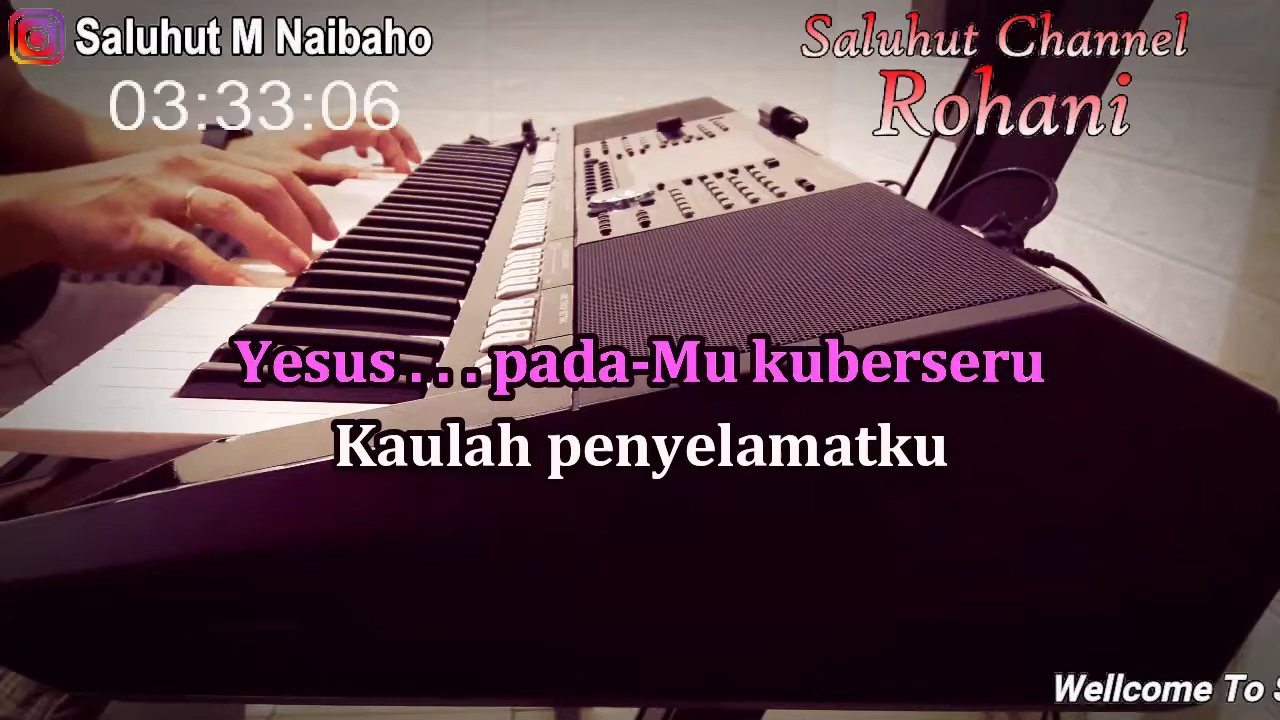 Saluhut M Naibaho
03:33:06
Saluhut Channel
Rohani
Yesus . . . pada-Mu kuberseru
Kaulah penyelamatku
Wellcome To